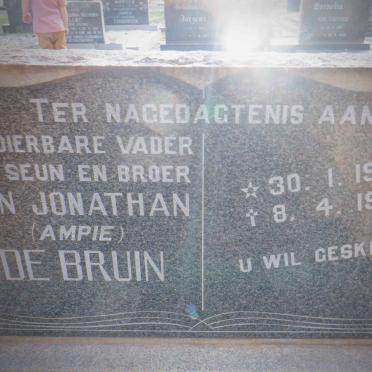 TER NAGEDAGTENIS AAN
DIERBARE VADER
SEUN EN BROER
N JONATHAN
(AMPIE)
DE BRUIN
☆ 30. 1. 19
† 8. 4. 19
U WIL GESK